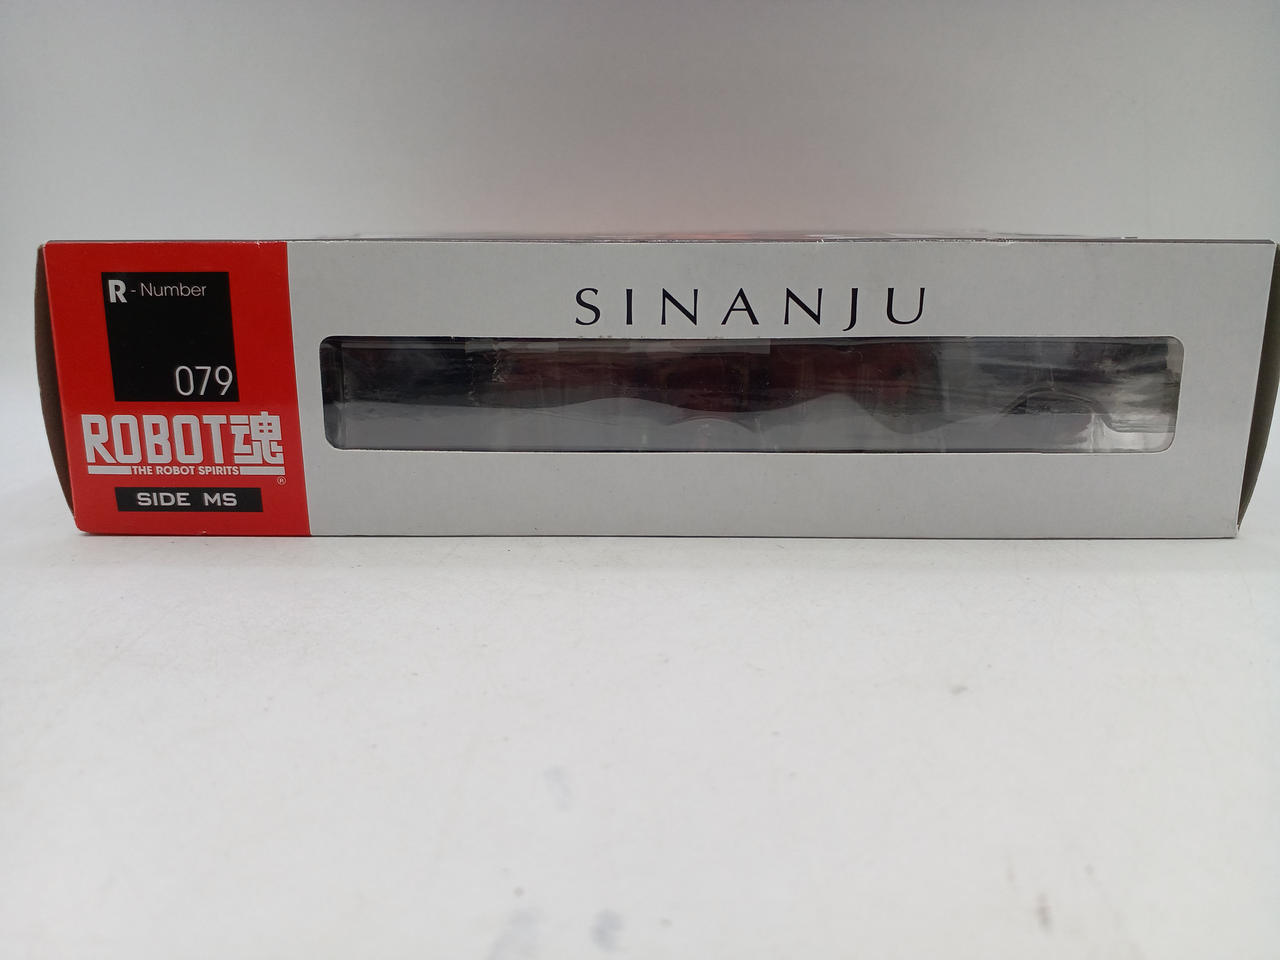 R - Number
079
ROBOT魂
THE ROBOT SPIRITS
®
SIDE MS
SINANJU